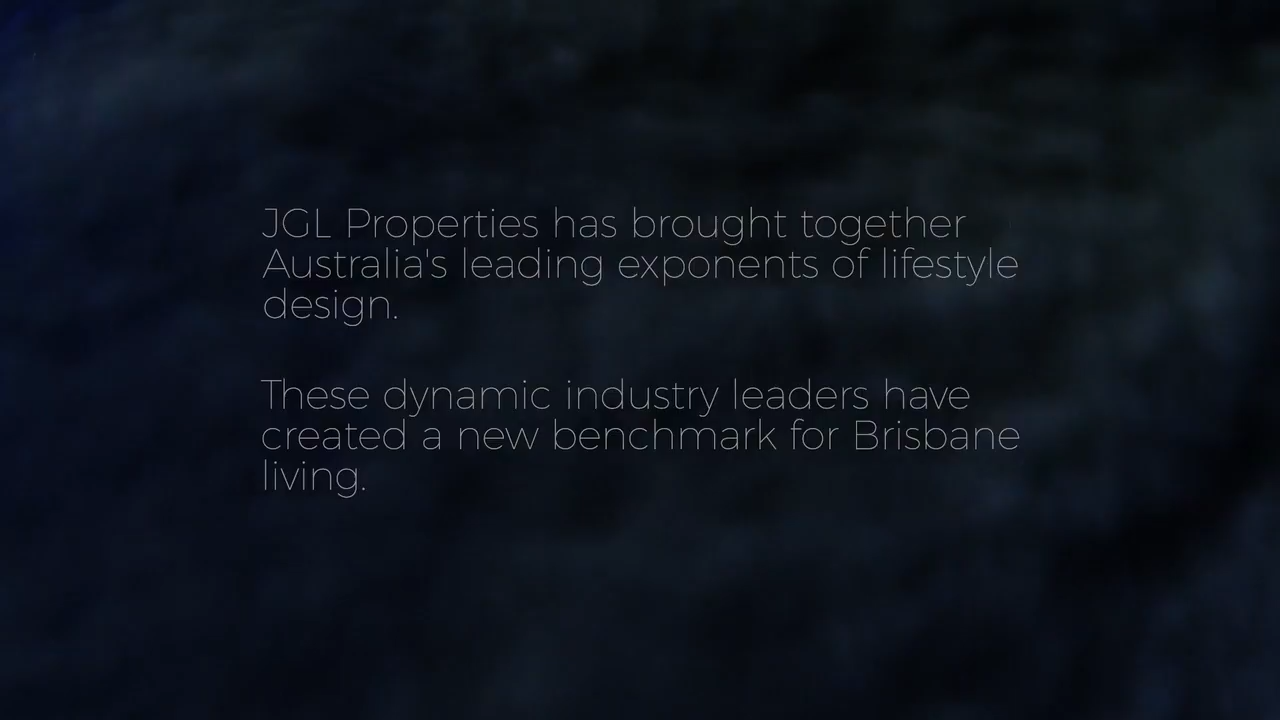 JGL Properties has brought together
Australia's leading exponents of lifestyle
design.
These dynamic industry leaders have
created a new benchmark for Brisbane
living.